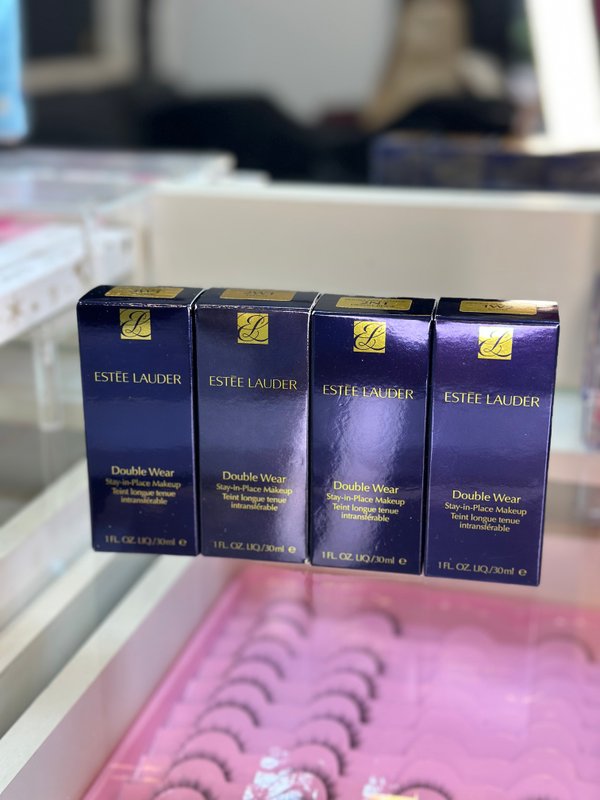 ESTĒE LAUDER
Double Wear
Stay-in-Place Makeup
Teint longue tenue
intransférable
1 FL. OZ. LIQ./30ml e
2W1
ESTĒE LAUDER
Double Wear
Stay-in-Place Makeup
Teint longue tenue
intransférable
1 FL. OZ. LIQ./30ml e
2N1
ESTĒE LAUDER
Double Wear
Stay-in-Place Makeup
Teint longue tenue
intransférable
1 FL. OZ. LIQ./30ml e
ESTĒE LAUDER
Double Wear
Stay-in-Place Makeup
Teint longue tenue
intransférable
1 FL. OZ. LIQ./30ml e